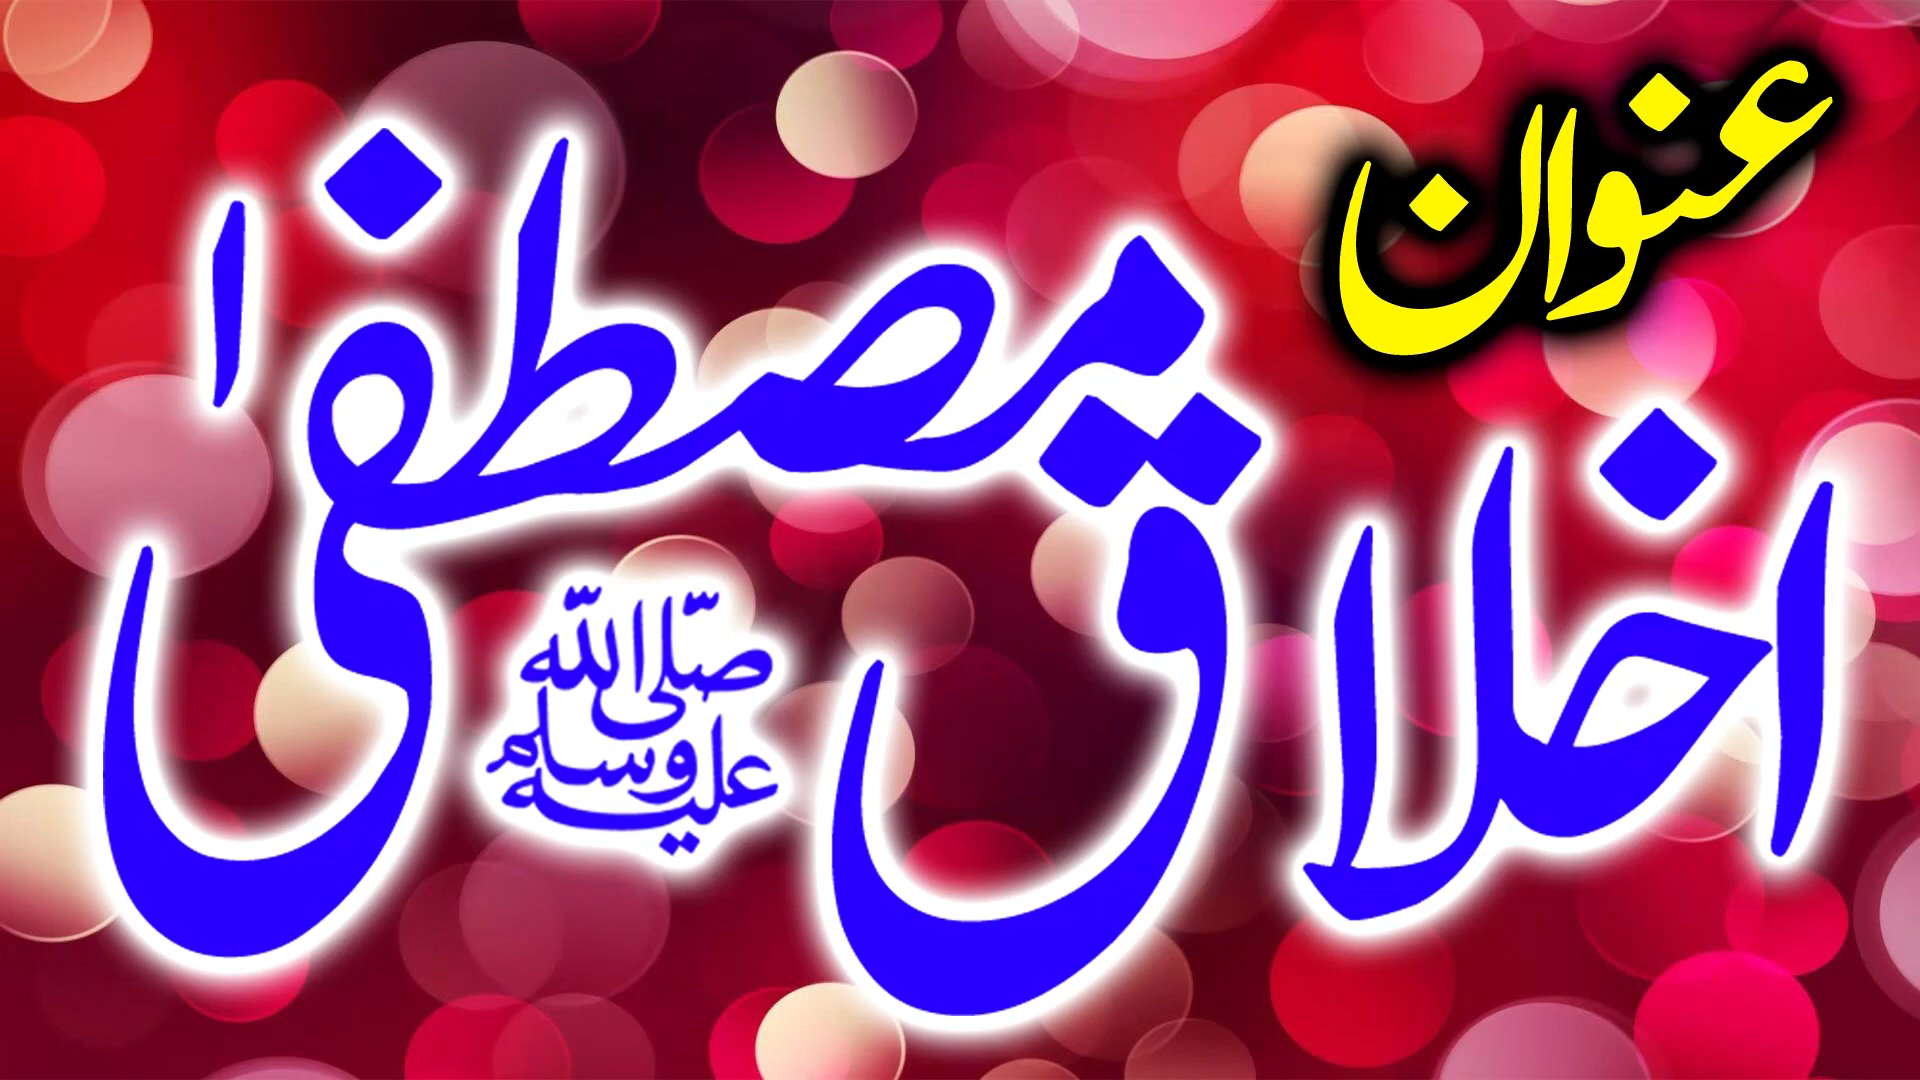 عنوان
اخلاق مصطفیٰ
صلی اللہ علیہ وسلم